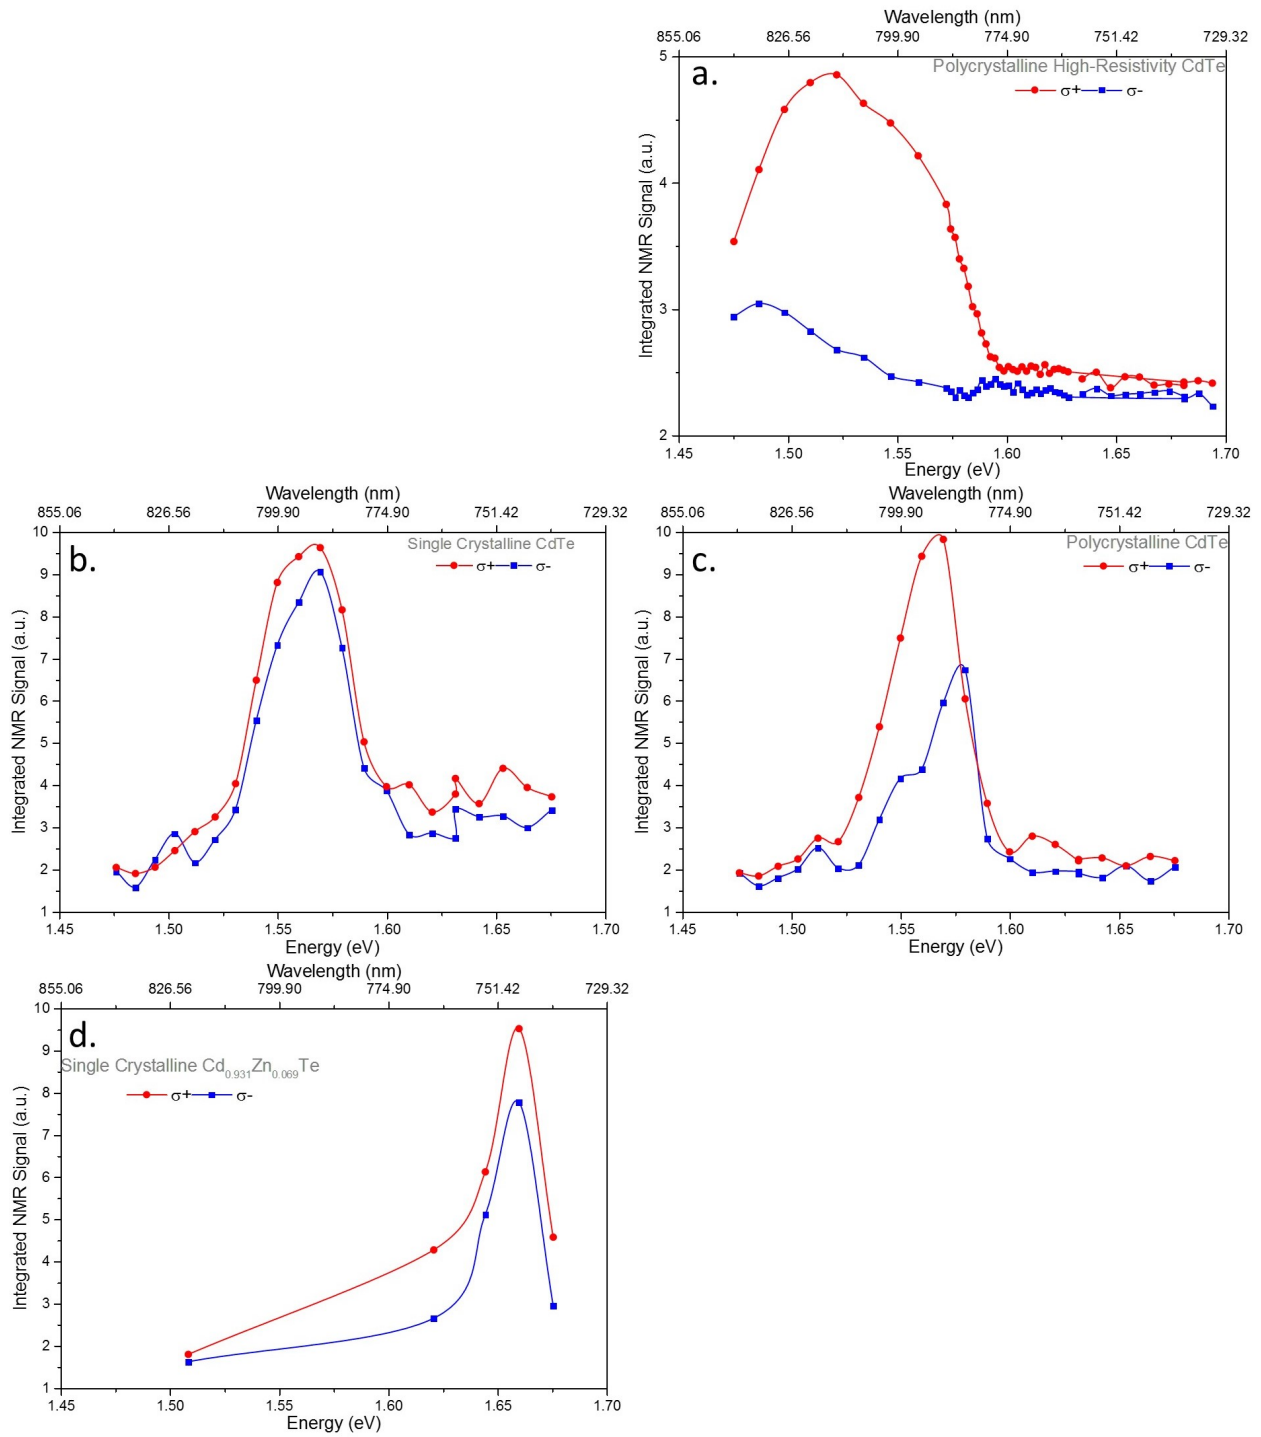 Wavelength (nm)
855.06 826.56 799.90 774.90 751.42 729.32
a.
Polycrystalline High-Resistivity CdTe
σ+ σ-
5
4
3
2
Integrated NMR Signal (a.u.)
1.45 1.50 1.55 1.60 1.65 1.70
Energy (eV)
Wavelength (nm)
855.06 826.56 799.90 774.90 751.42 729.32
b.
Single Crystalline CdTe
σ+ σ-
10
9
8
7
6
5
4
3
2
1
Integrated NMR Signal (a.u.)
1.45 1.50 1.55 1.60 1.65 1.70
Energy (eV)
Wavelength (nm)
855.06 826.56 799.90 774.90 751.42 729.32
c.
Polycrystalline CdTe
σ+ σ-
10
9
8
7
6
5
4
3
2
1
Integrated NMR Signal (a.u.)
1.45 1.50 1.55 1.60 1.65 1.70
Energy (eV)
Wavelength (nm)
855.06 826.56 799.90 774.90 751.42 729.32
d.
Single Crystalline Cd0.931Zn0.069Te
σ+ σ-
10
9
8
7
6
5
4
3
2
1
Integrated NMR Signal (a.u.)
1.45 1.50 1.55 1.60 1.65 1.70
Energy (eV)